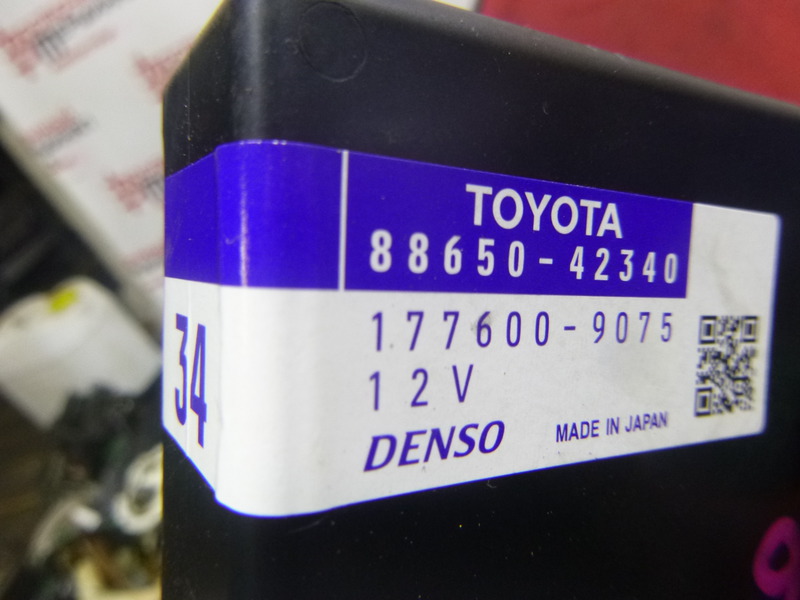 TOYOTA
88650-42340
177600-9075
12V
DENSO MADE IN JAPAN
34